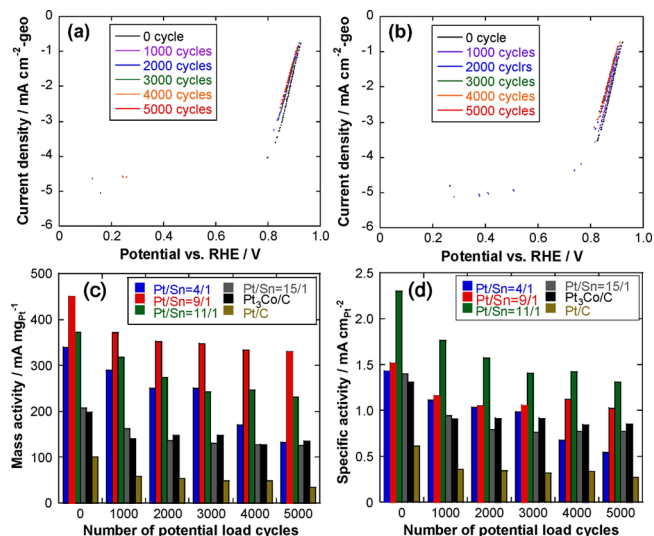 (a)
0 cycle
1000 cycles
2000 cycles
3000 cycles
4000 cycles
5000 cycles
Current density / mA cm-2-geo
0
-1
-2
-3
-4
-5
-6
0 0.2 0.4 0.6 0.8 1.0
Potential vs. RHE / V
(b)
0 cycle
1000 cycles
2000 cyclrs
3000 cycles
4000 cycles
5000 cycles
Current density / mA cm-2-geo
0
-1
-2
-3
-4
-5
-6
0 0.2 0.4 0.6 0.8 1.0
Potential vs. RHE / V
(c)
Pt/Sn=4/1 Pt/Sn=15/1
Pt/Sn=9/1 Pt3Co/C
Pt/Sn=11/1 Pt/C
Mass activity / mA mgPt-1
500
400
300
200
100
0
0 1000 2000 3000 4000 5000
Number of potential load cycles
(d)
Pt/Sn=4/1 Pt/Sn=15/1
Pt/Sn=9/1 Pt3Co/C
Pt/Sn=11/1 Pt/C
Specific activity / mA cmPt-2
2.5
2.0
1.5
1.0
0.5
0.0
0 1000 2000 3000 4000 5000
Number of potential load cycles